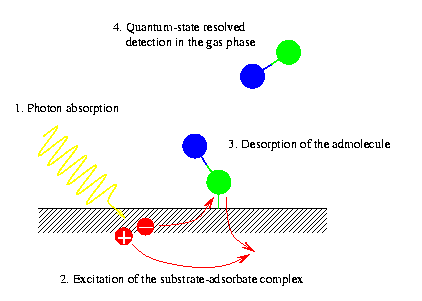 4. Quantum-state resolved
detection in the gas phase
1. Photon absorption
3. Desorption of the admolecule
−
+
2. Excitation of the substrate-adsorbate complex